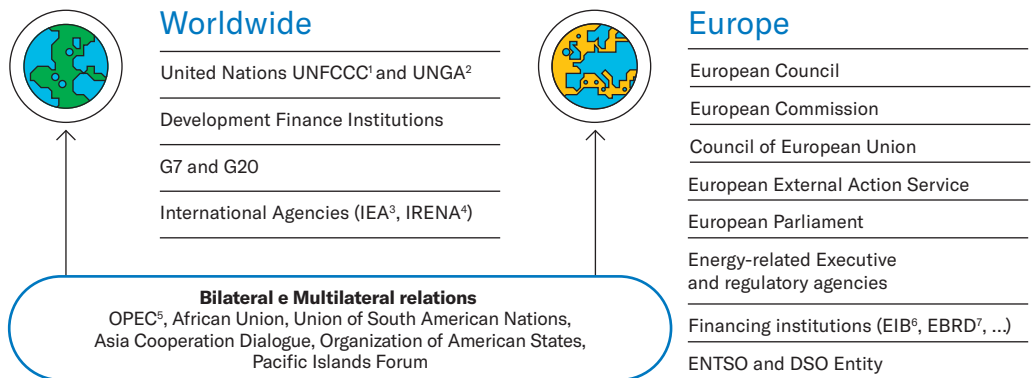 Worldwide
United Nations UNFCCC¹ and UNGA²
Development Finance Institutions
G7 and G20
International Agencies (IEA³, IRENA⁴)
Europe
European Council
European Commission
Council of European Union
European External Action Service
European Parliament
Energy-related Executive
and regulatory agencies
Financing institutions (EIB⁶, EBRD⁷, ...)
ENTSO and DSO Entity
Bilateral e Multilateral relations
OPEC⁵, African Union, Union of South American Nations,
Asia Cooperation Dialogue, Organization of American States,
Pacific Islands Forum